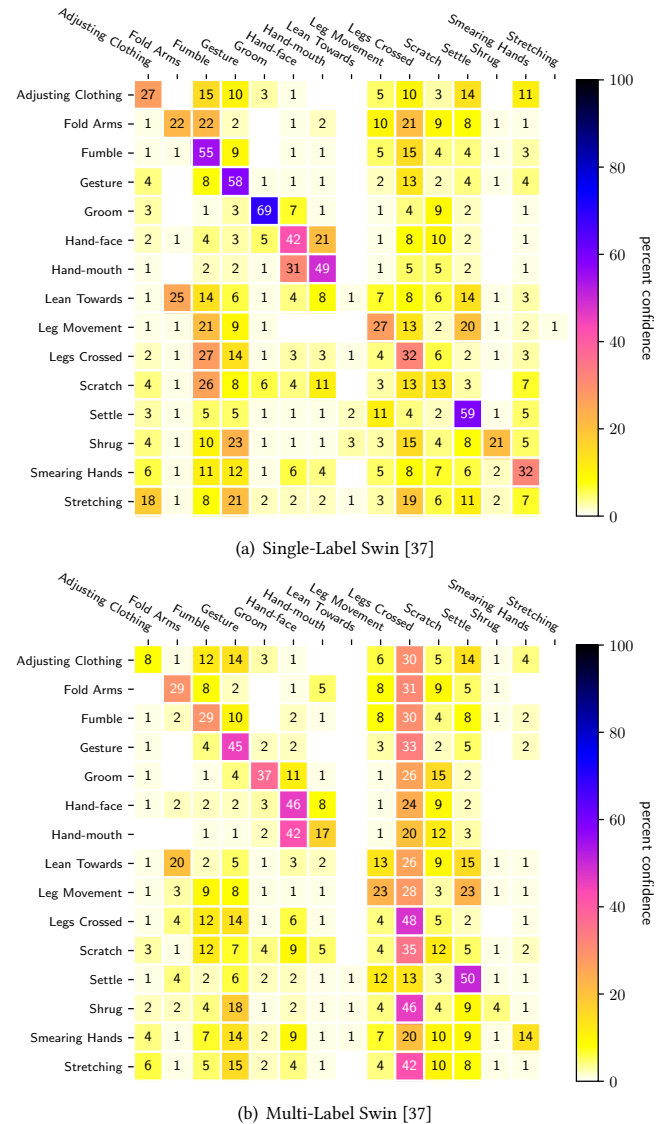 Adjusting Clothing
Fold Arms
Fumble
Gesture
Groom
Hand-face
Hand-mouth
Lean Towards
Leg Movement
Legs Crossed
Scratch
Settle
Shrug
Smearing Hands
Stretching
Adjusting Clothing 27 15 10 3 1 5 10 3 14 11
Fold Arms 1 22 22 2 1 2 10 21 9 8 1 1
Fumble 1 1 55 9 1 1 5 15 4 4 1 3
Gesture 4 8 58 1 1 1 2 13 2 4 1 4
Groom 3 1 3 69 7 1 1 4 9 2 1
Hand-face 2 1 4 3 5 42 21 1 8 10 2 1
Hand-mouth 1 2 2 1 31 49 1 5 5 2 1
Lean Towards 1 25 14 6 1 4 8 1 7 8 6 14 1 3
Leg Movement 1 1 21 9 1 27 13 2 20 1 2 1
Legs Crossed 2 1 27 14 1 3 3 1 4 32 6 2 1 3
Scratch 4 1 26 8 6 4 11 3 13 13 3 7
Settle 3 1 5 5 1 1 1 2 11 4 2 59 1 5
Shrug 4 1 10 23 1 1 1 3 3 15 4 8 21 5
Smearing Hands 6 1 11 12 1 6 4 5 8 7 6 2 32
Stretching 18 1 8 21 2 2 2 1 3 19 6 11 2 7
100
80
60
40
20
0
percent confidence
(a) Single-Label Swin [37]
Adjusting Clothing
Fold Arms
Fumble
Gesture
Groom
Hand-face
Hand-mouth
Lean Towards
Leg Movement
Legs Crossed
Scratch
Settle
Shrug
Smearing Hands
Stretching
Adjusting Clothing 8 1 12 14 3 1 6 30 5 14 1 4
Fold Arms 29 8 2 1 5 8 31 9 5 1
Fumble 1 2 29 10 2 1 8 30 4 8 1 2
Gesture 1 4 45 2 2 3 33 2 5 2
Groom 1 4 37 11 1 1 26 15 2
Hand-face 1 2 2 2 3 46 8 1 24 9 2
Hand-mouth 1 1 2 42 17 1 20 12 3
Lean Towards 1 20 2 5 1 3 2 13 26 9 15 1 1
Leg Movement 1 3 9 8 1 1 1 23 28 3 23 1 1
Legs Crossed 1 4 12 14 1 6 1 4 48 5 2 1
Scratch 3 1 12 7 4 9 5 4 35 12 5 1 2
Settle 1 4 2 6 2 2 1 1 12 13 3 50 1 1
Shrug 2 2 4 18 1 2 1 1 4 46 4 9 4 1
Smearing Hands 4 1 7 14 2 9 1 1 7 20 10 9 1 14
Stretching 6 1 5 15 2 4 1 4 42 10 8 1 1
100
80
60
40
20
0
percent confidence
(b) Multi-Label Swin [37]